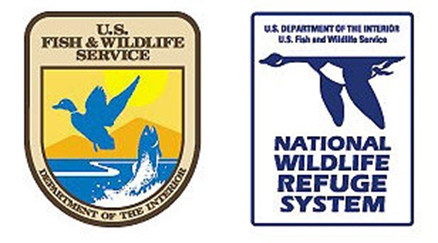 U.S.
FISH & WILDLIFE
SERVICE
DEPARTMENT OF THE INTERIOR
U.S. DEPARTMENT OF THE INTERIOR
U.S. Fish and Wildlife Service
NATIONAL
WILDLIFE
REFUGE
SYSTEM